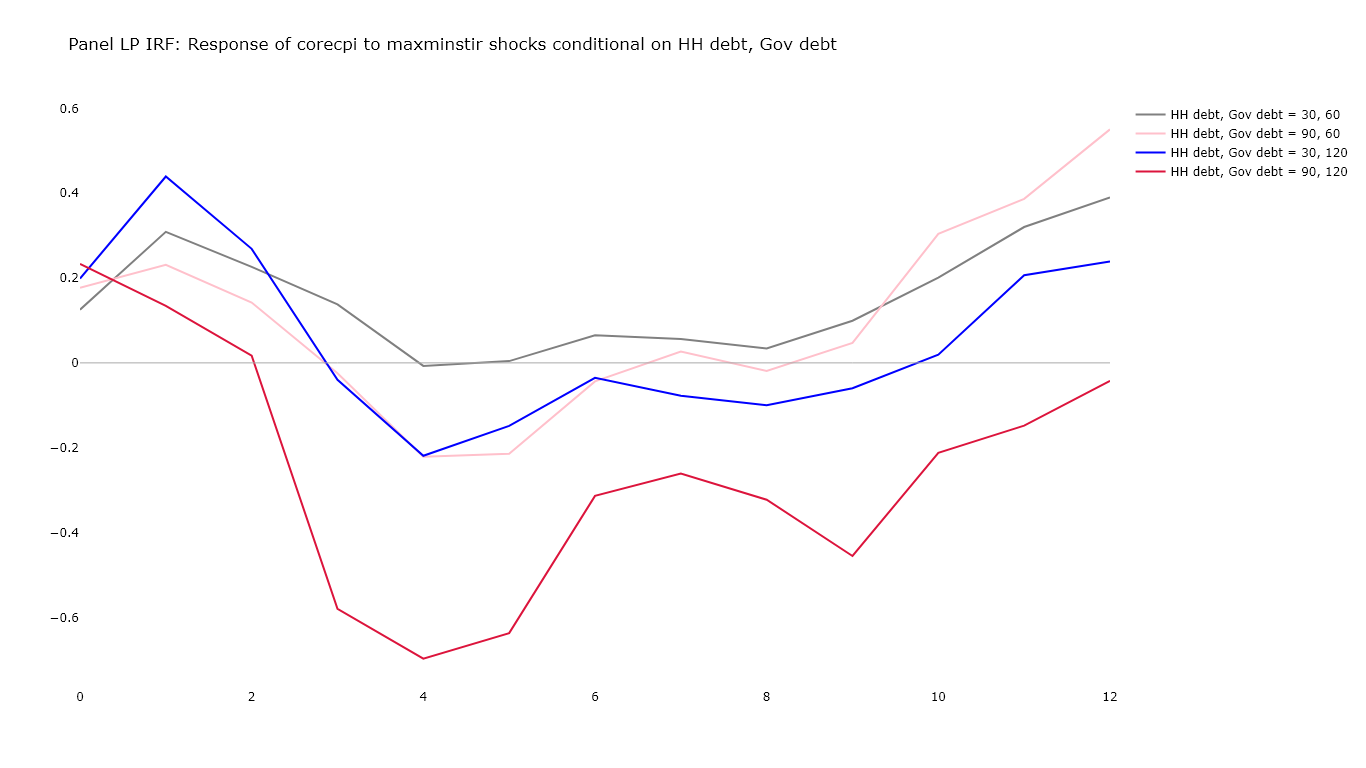 Panel LP IRF: Response of corecpi to maxminstir shocks conditional on HH debt, Gov debt
0.6
0.4
0.2
0
−0.2
−0.4
−0.6
0 2 4 6 8 10 12
HH debt, Gov debt = 30, 60
HH debt, Gov debt = 90, 60
HH debt, Gov debt = 30, 120
HH debt, Gov debt = 90, 120